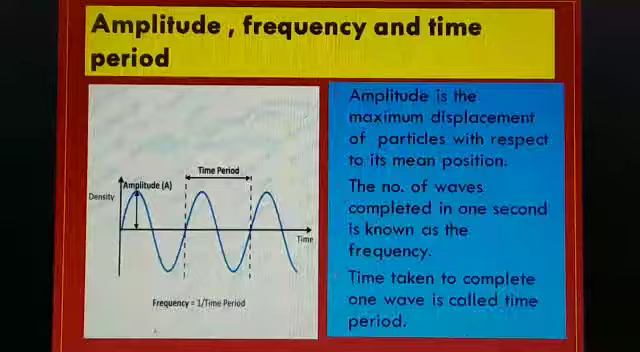 Amplitude , frequency and time
period
Time Period
Amplitude (A)
Density
Time
Frequency = 1/Time Period
Amplitude is the
maximum displacement
of particles with respect
to its mean position.
The no. of waves
completed in one second
is known as the
frequency.
Time taken to complete
one wave is called time
period.